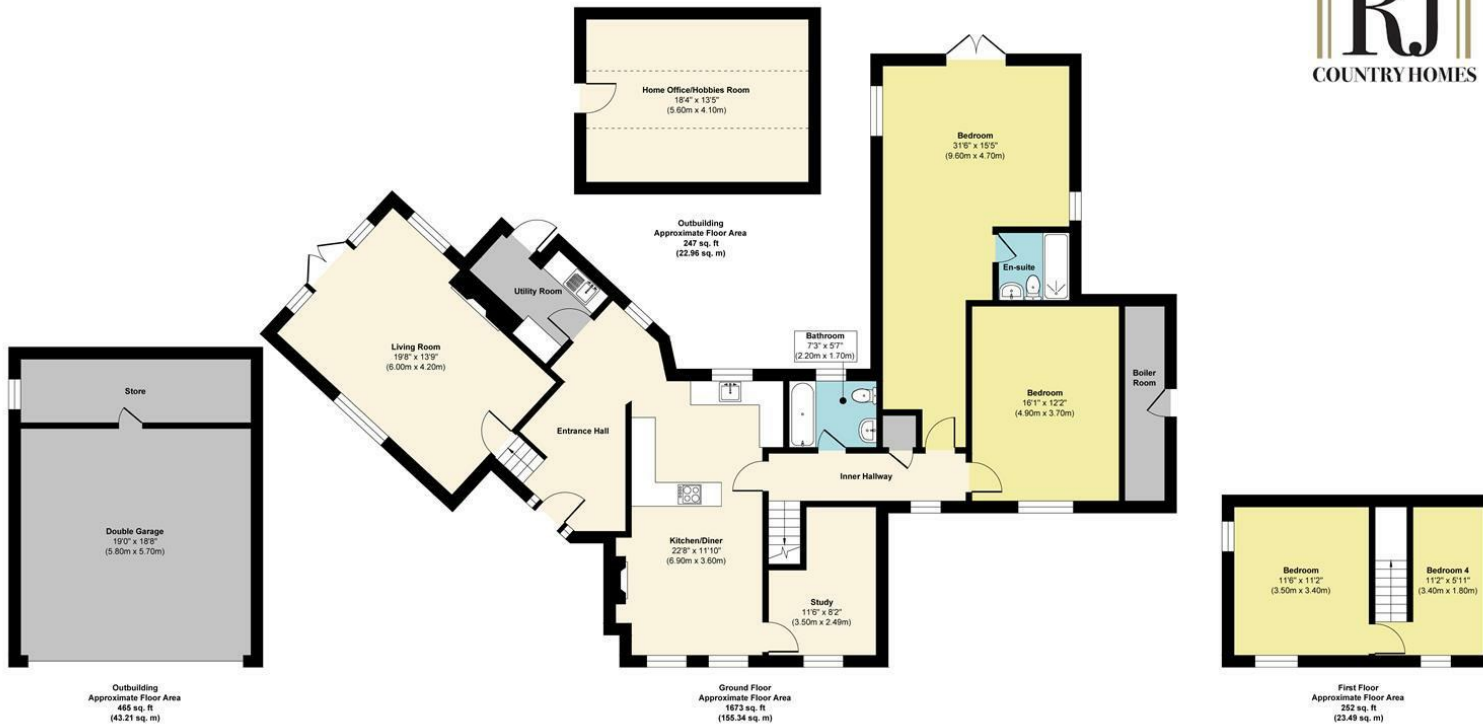 RJ
COUNTRY HOMES
Home Office/Hobbies Room
18'4" x 13'5"
(5.60m x 4.10m)
Outbuilding
Approximate Floor Area
247 sq. ft
(22.96 sq. m)
Bedroom
31'6" x 15'5"
(9.60m x 4.70m)
En-suite
Utility Room
Living Room
19'8" x 13'9"
(6.00m x 4.20m)
Bathroom
7'3" x 5'7"
(2.20m x 1.70m)
Store
Entrance Hall
Bedroom
16'1" x 12'2"
(4.90m x 3.70m)
Boiler
Room
Inner Hallway
Double Garage
19'0" x 18'8"
(5.80m x 5.70m)
Kitchen/Diner
22'8" x 11'10"
(6.90m x 3.60m)
Study
11'6" x 8'2"
(3.50m x 2.49m)
Bedroom
11'6" x 11'2"
(3.50m x 3.40m)
Bedroom 4
11'2" x 5'11"
(3.40m x 1.80m)
Outbuilding
Approximate Floor Area
465 sq. ft
(43.21 sq. m)
Ground Floor
Approximate Floor Area
1673 sq. ft
(155.34 sq. m)
First Floor
Approximate Floor Area
252 sq. ft
(23.49 sq. m)